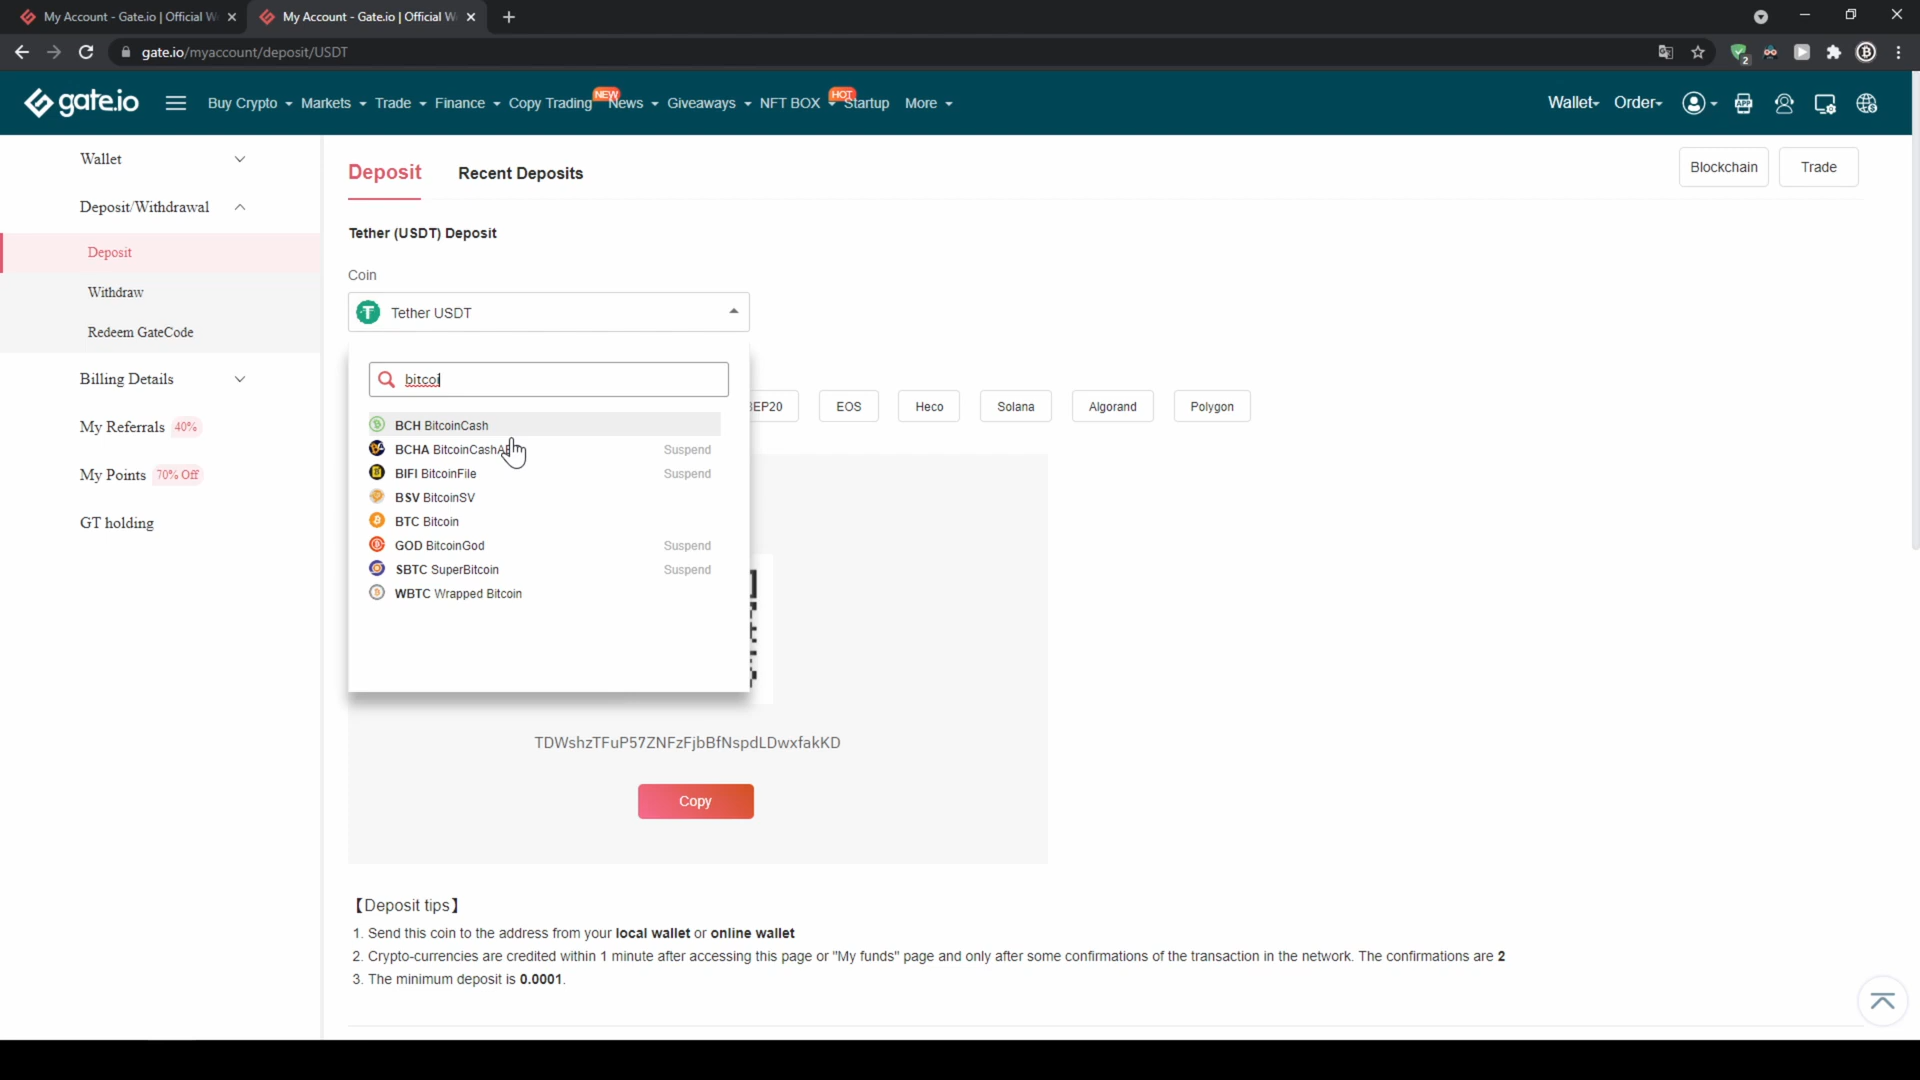 My Account - Gate.io | Official W
My Account - Gate.io | Official W
gate.io/myaccount/deposit/USDT
2
gate.io
Buy Crypto
Markets
Trade
Finance
Copy Trading
NEW
News
Giveaways
NFT BOX
HOT
Startup
More
Wallet
Order
APP
Wallet
Deposit/Withdrawal
Deposit
Withdraw
Redeem GateCode
Billing Details
My Referrals 40%
My Points 70% Off
GT holding
Deposit
Recent Deposits
Blockchain
Trade
Tether (USDT) Deposit
Coin
Tether USDT
bitcoi
BCH BitcoinCash
BCHA BitcoinCashA Suspend
BIFI BitcoinFile Suspend
BSV BitcoinSV
BTC Bitcoin
GOD BitcoinGod Suspend
SBTC SuperBitcoin Suspend
WBTC Wrapped Bitcoin
EP20
EOS
Heco
Solana
Algorand
Polygon
TDWshzTFuP57ZNFzFjbBfNspdLDwxfakKD
Copy
【Deposit tips】
1. Send this coin to the address from your local wallet or online wallet
2. Crypto-currencies are credited within 1 minute after accessing this page or "My funds" page and only after some confirmations of the transaction in the network. The confirmations are 2
3. The minimum deposit is 0.0001.